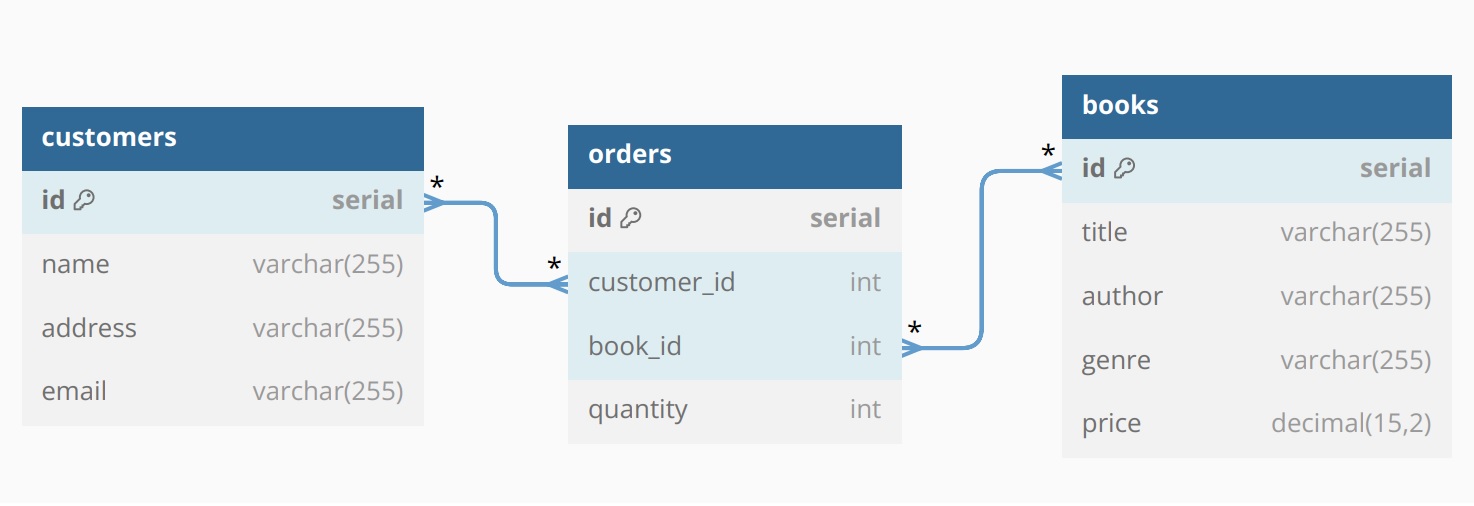 customers
id serial
name varchar(255)
address varchar(255)
email varchar(255)
*
*
orders
id serial
customer_id int
book_id int
quantity int
*
*
books
id serial
title varchar(255)
author varchar(255)
genre varchar(255)
price decimal(15,2)